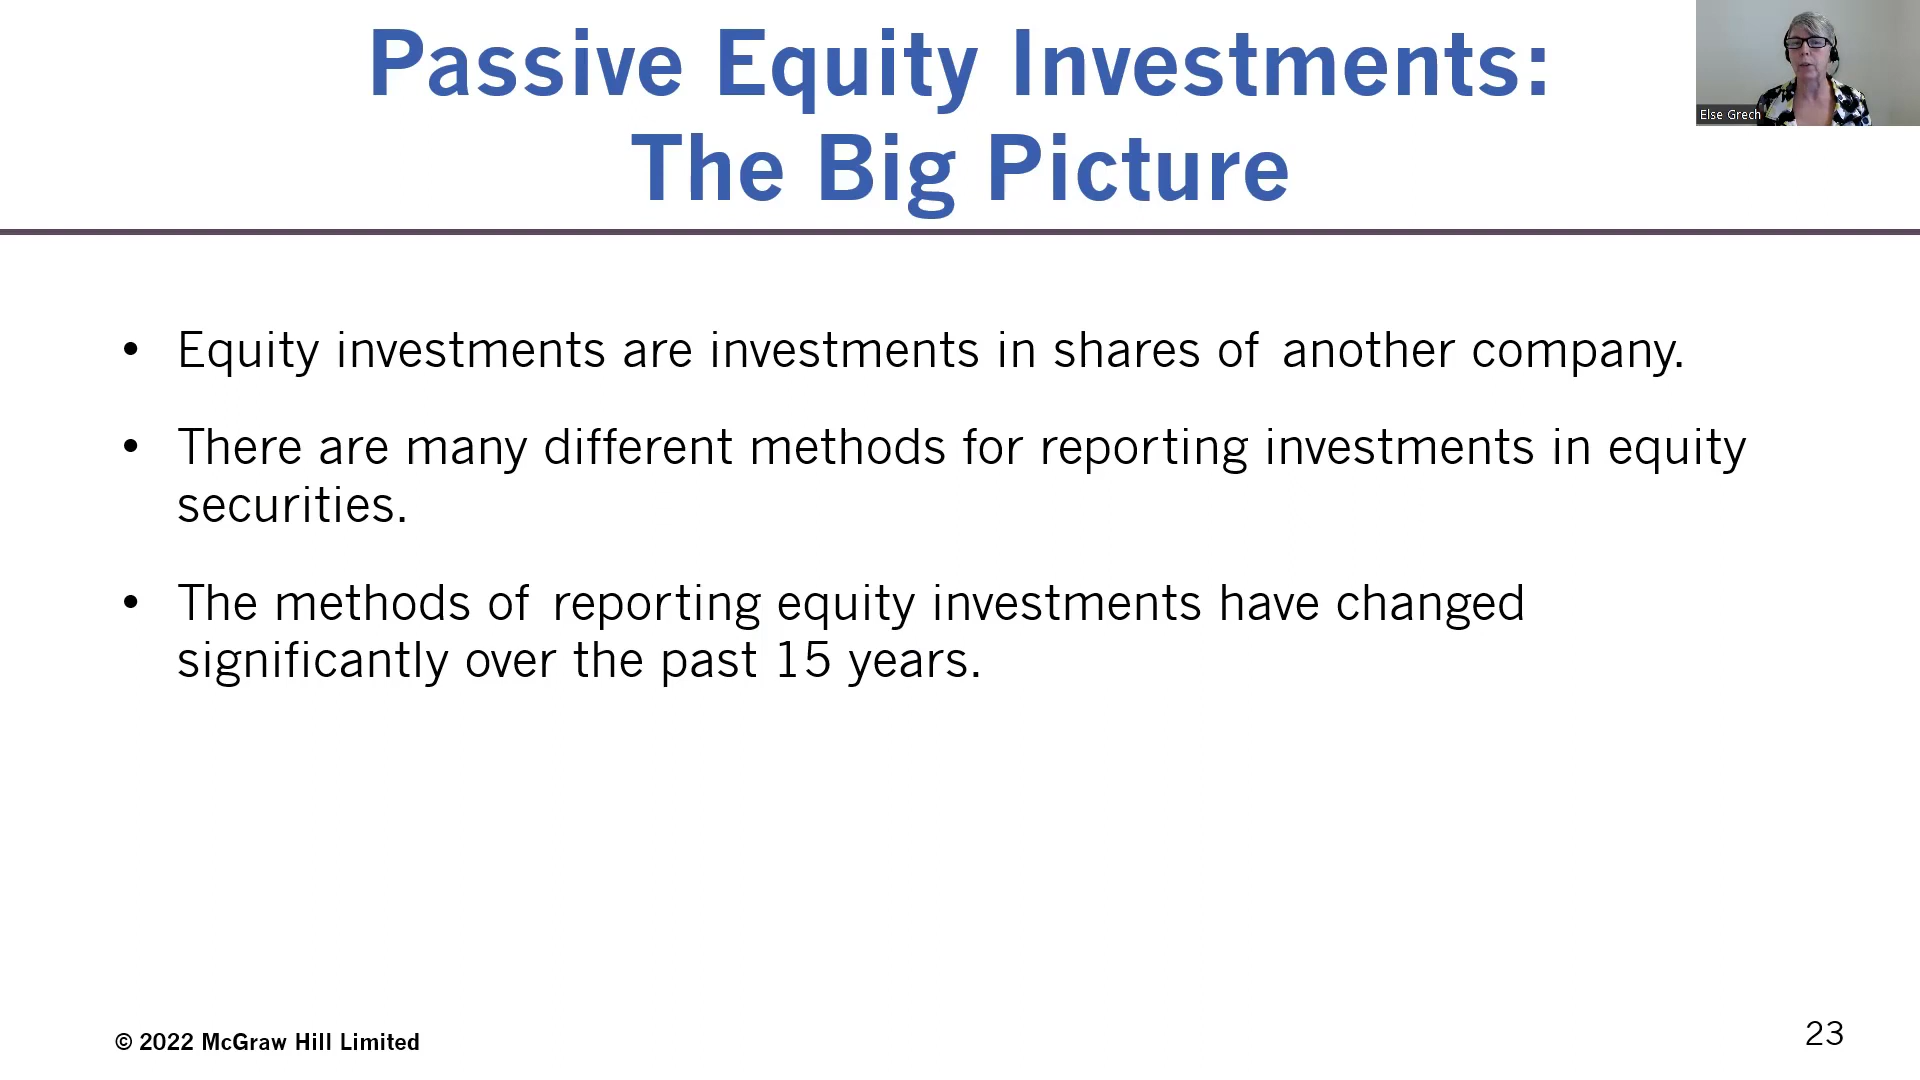 Passive Equity Investments:
The Big Picture
Else Grech
• Equity investments are investments in shares of another company.
• There are many different methods for reporting investments in equity
securities.
• The methods of reporting equity investments have changed
significantly over the past 15 years.
© 2022 McGraw Hill Limited
23